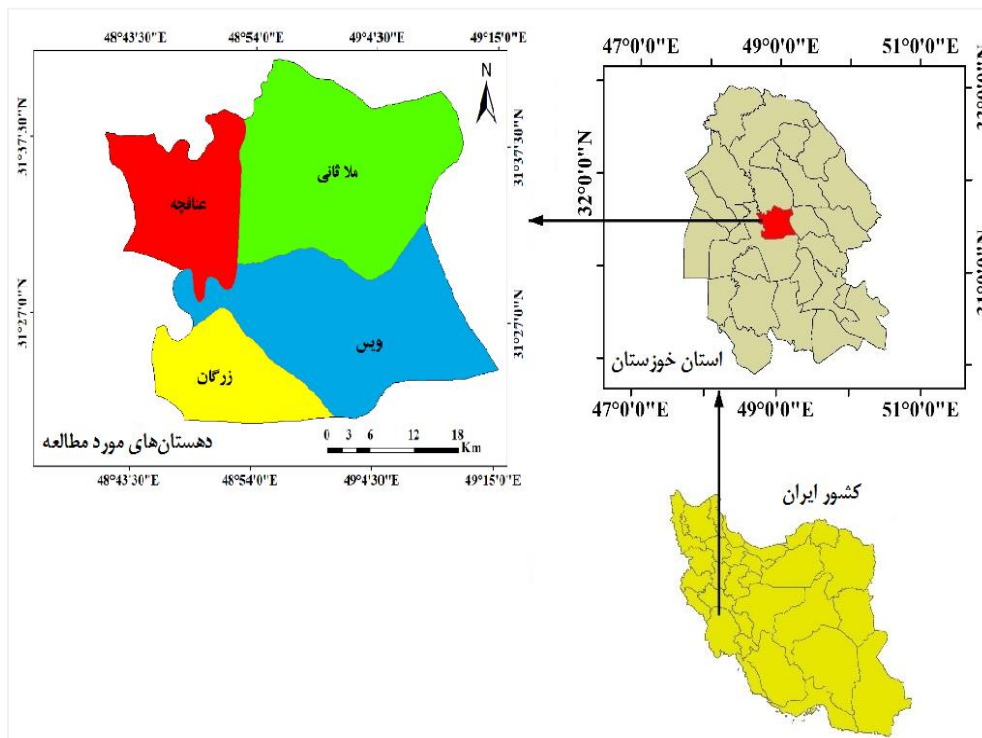 48°43'30"E 48°54'0"E 49°4'30"E 49°15'0"E
31°37'30"N
31°27'0"N
N
31°37'30"N
31°27'0"N
عنافچه
ملا ثانی
ویس
زرگان
دهستان‌های مورد مطالعه
0 3 6 12 18
Km
48°43'30"E 48°54'0"E 49°4'30"E 49°15'0"E
47°0'0"E 49°0'0"E 51°0'0"E
32°0'0"N
31°0'0"N
استان خوزستان
47°0'0"E 49°0'0"E 51°0'0"E
کشور ایران